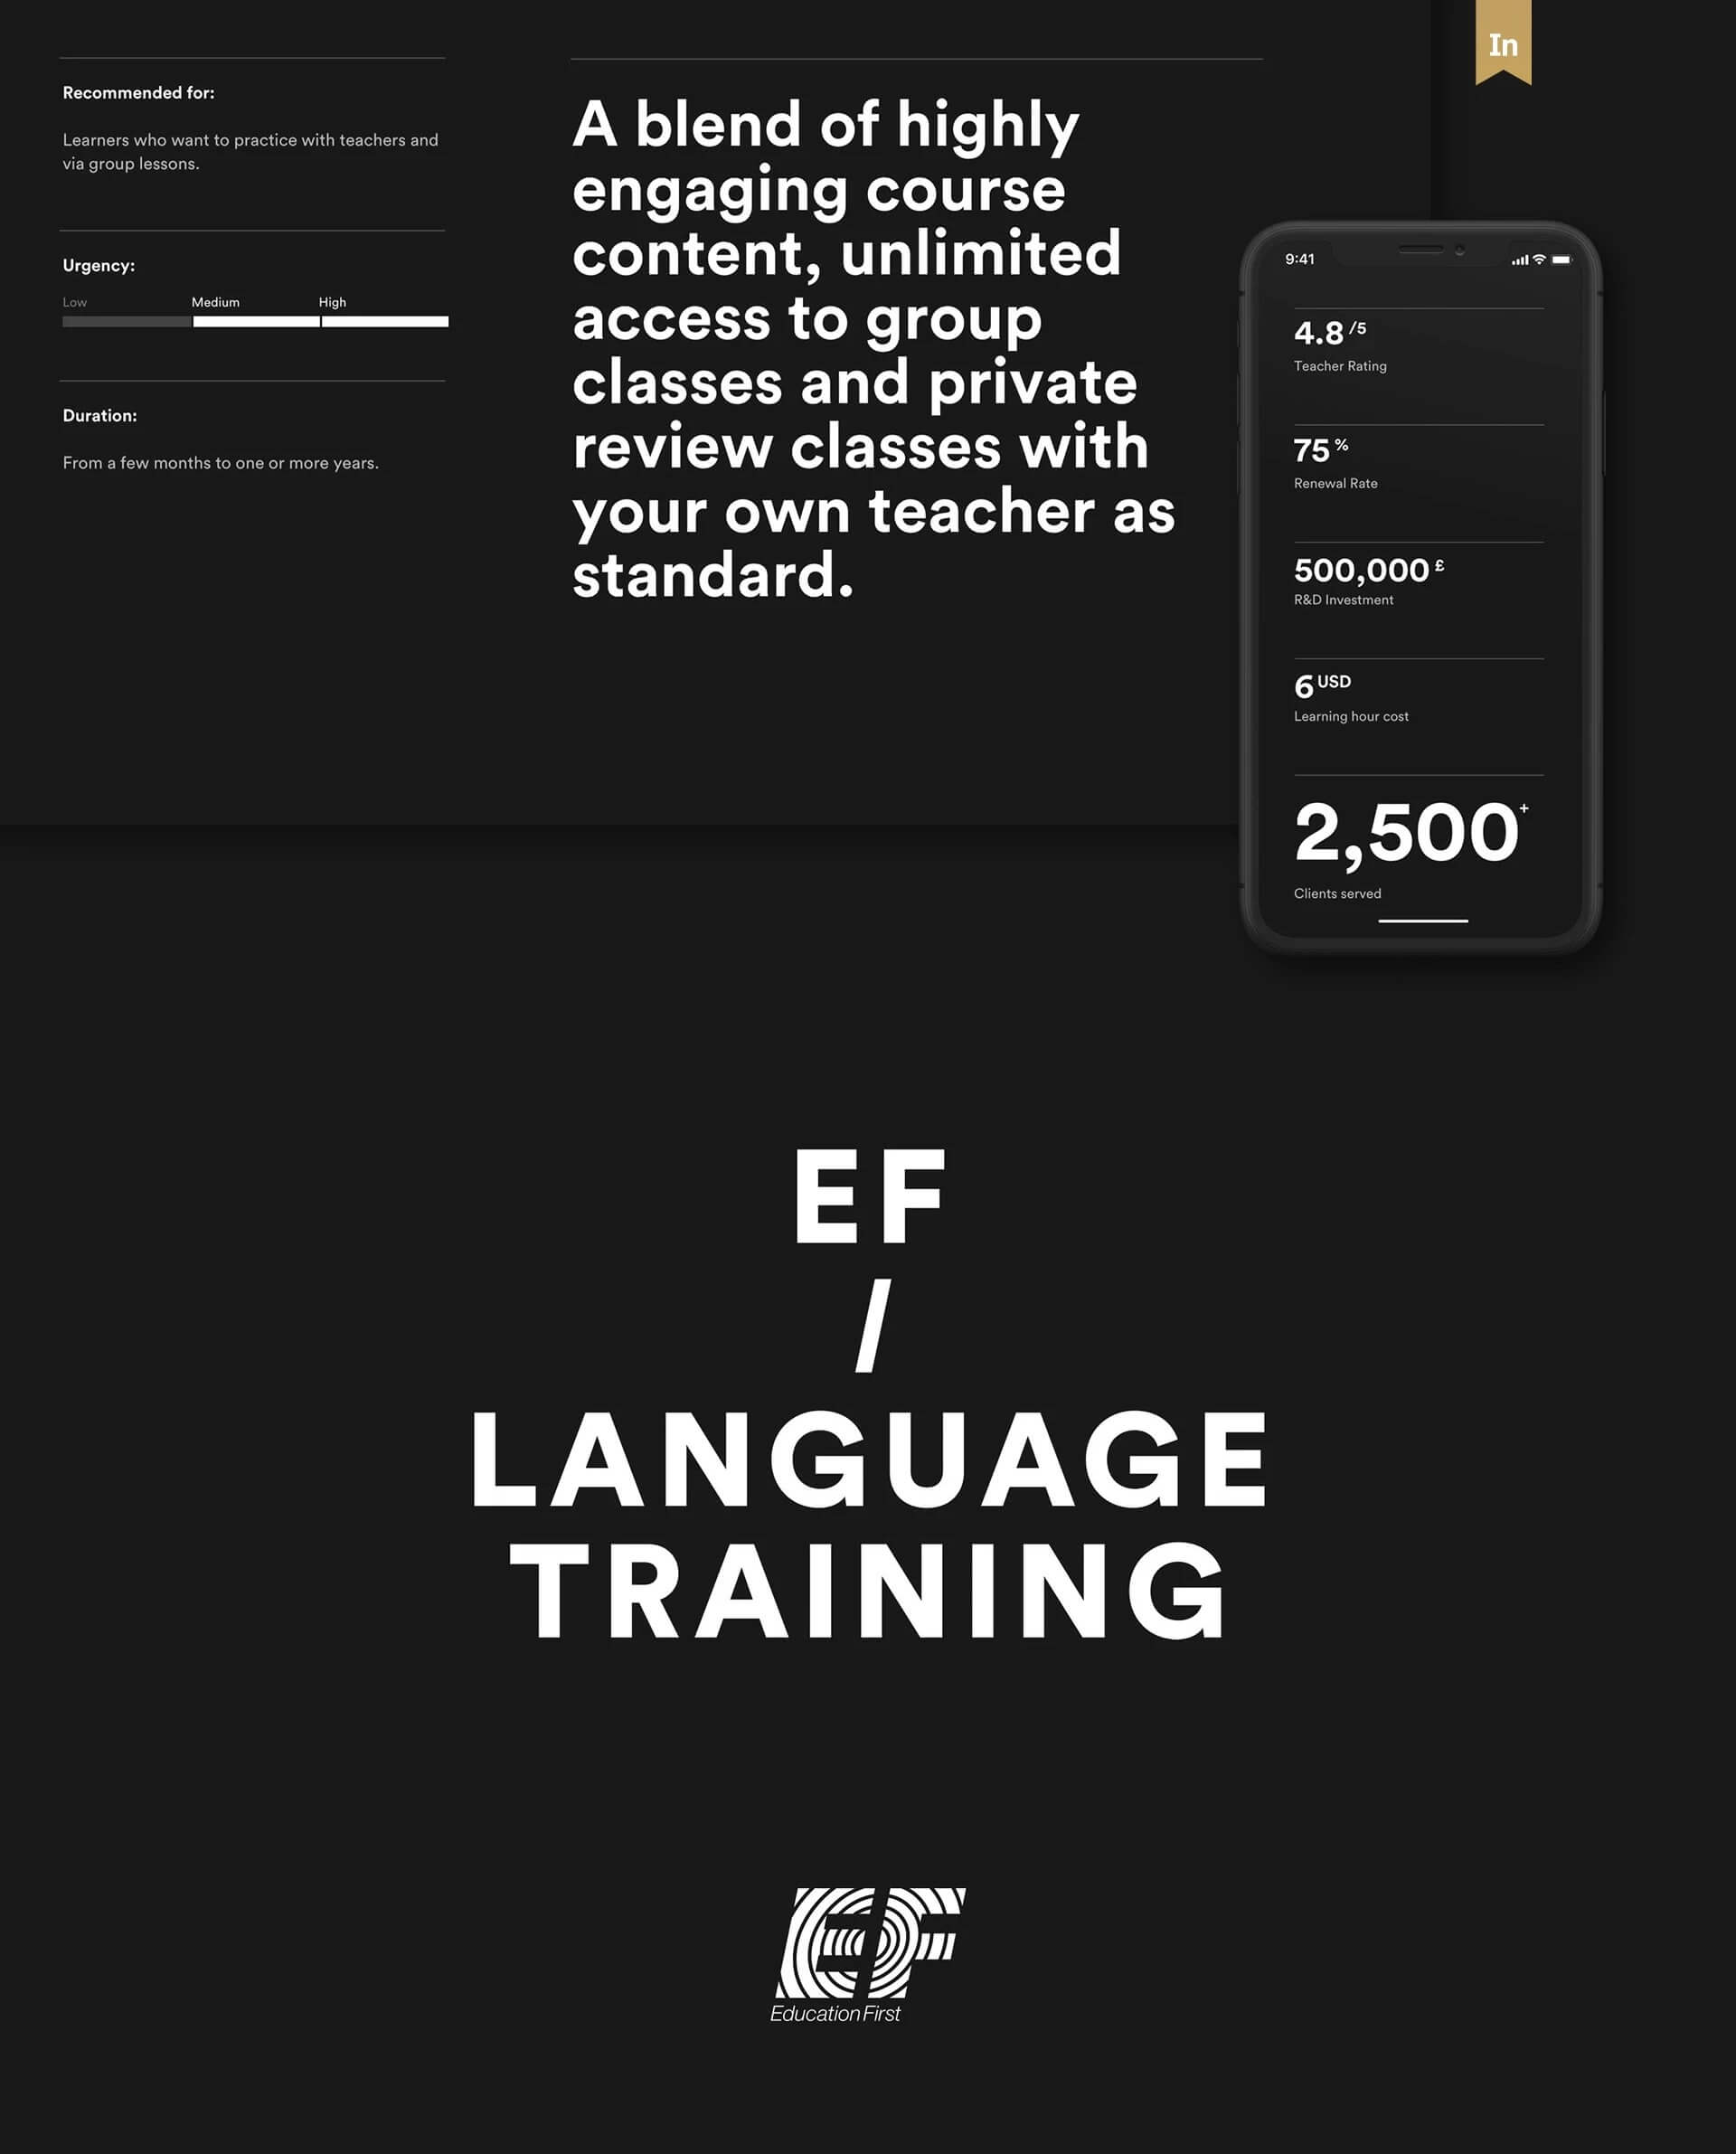 In
Recommended for:
Learners who want to practice with teachers and
via group lessons.
Urgency:
Low Medium High
Duration:
From a few months to one or more years.
A blend of highly
engaging course
content, unlimited
access to group
classes and private
review classes with
your own teacher as
standard.
9:41
4.8 /5
Teacher Rating
75 %
Renewal Rate
500,000 £
R&D Investment
6 USD
Learning hour cost
2,500+
Clients served
EF
/
LANGUAGE
TRAINING
EF
Education First